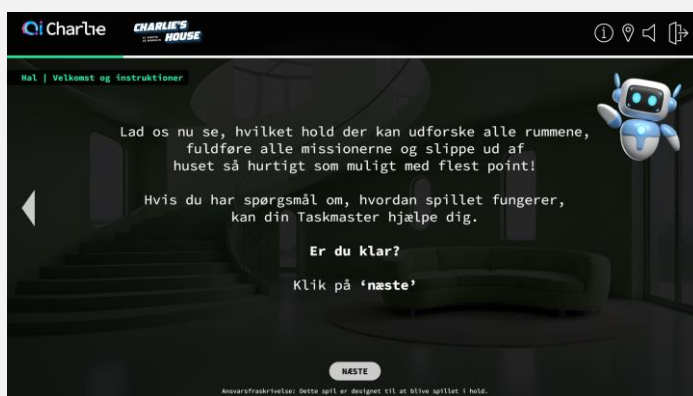 Charlie
CHARLIE'S
HOUSE
Hal | Velkomst og instruktioner
Lad os nu se, hvilket hold der kan udforske alle rummene,
fuldføre alle missionerne og slippe ud af
huset så hurtigt som muligt med flest point!
Hvis du har spørgsmål om, hvordan spillet fungerer,
kan din Taskmaster hjælpe dig.
Er du klar?
Klik på ‘næste’
NÆSTE
Ansvarsfraskrivelse: Dette spil er designet til at blive spillet i hold.